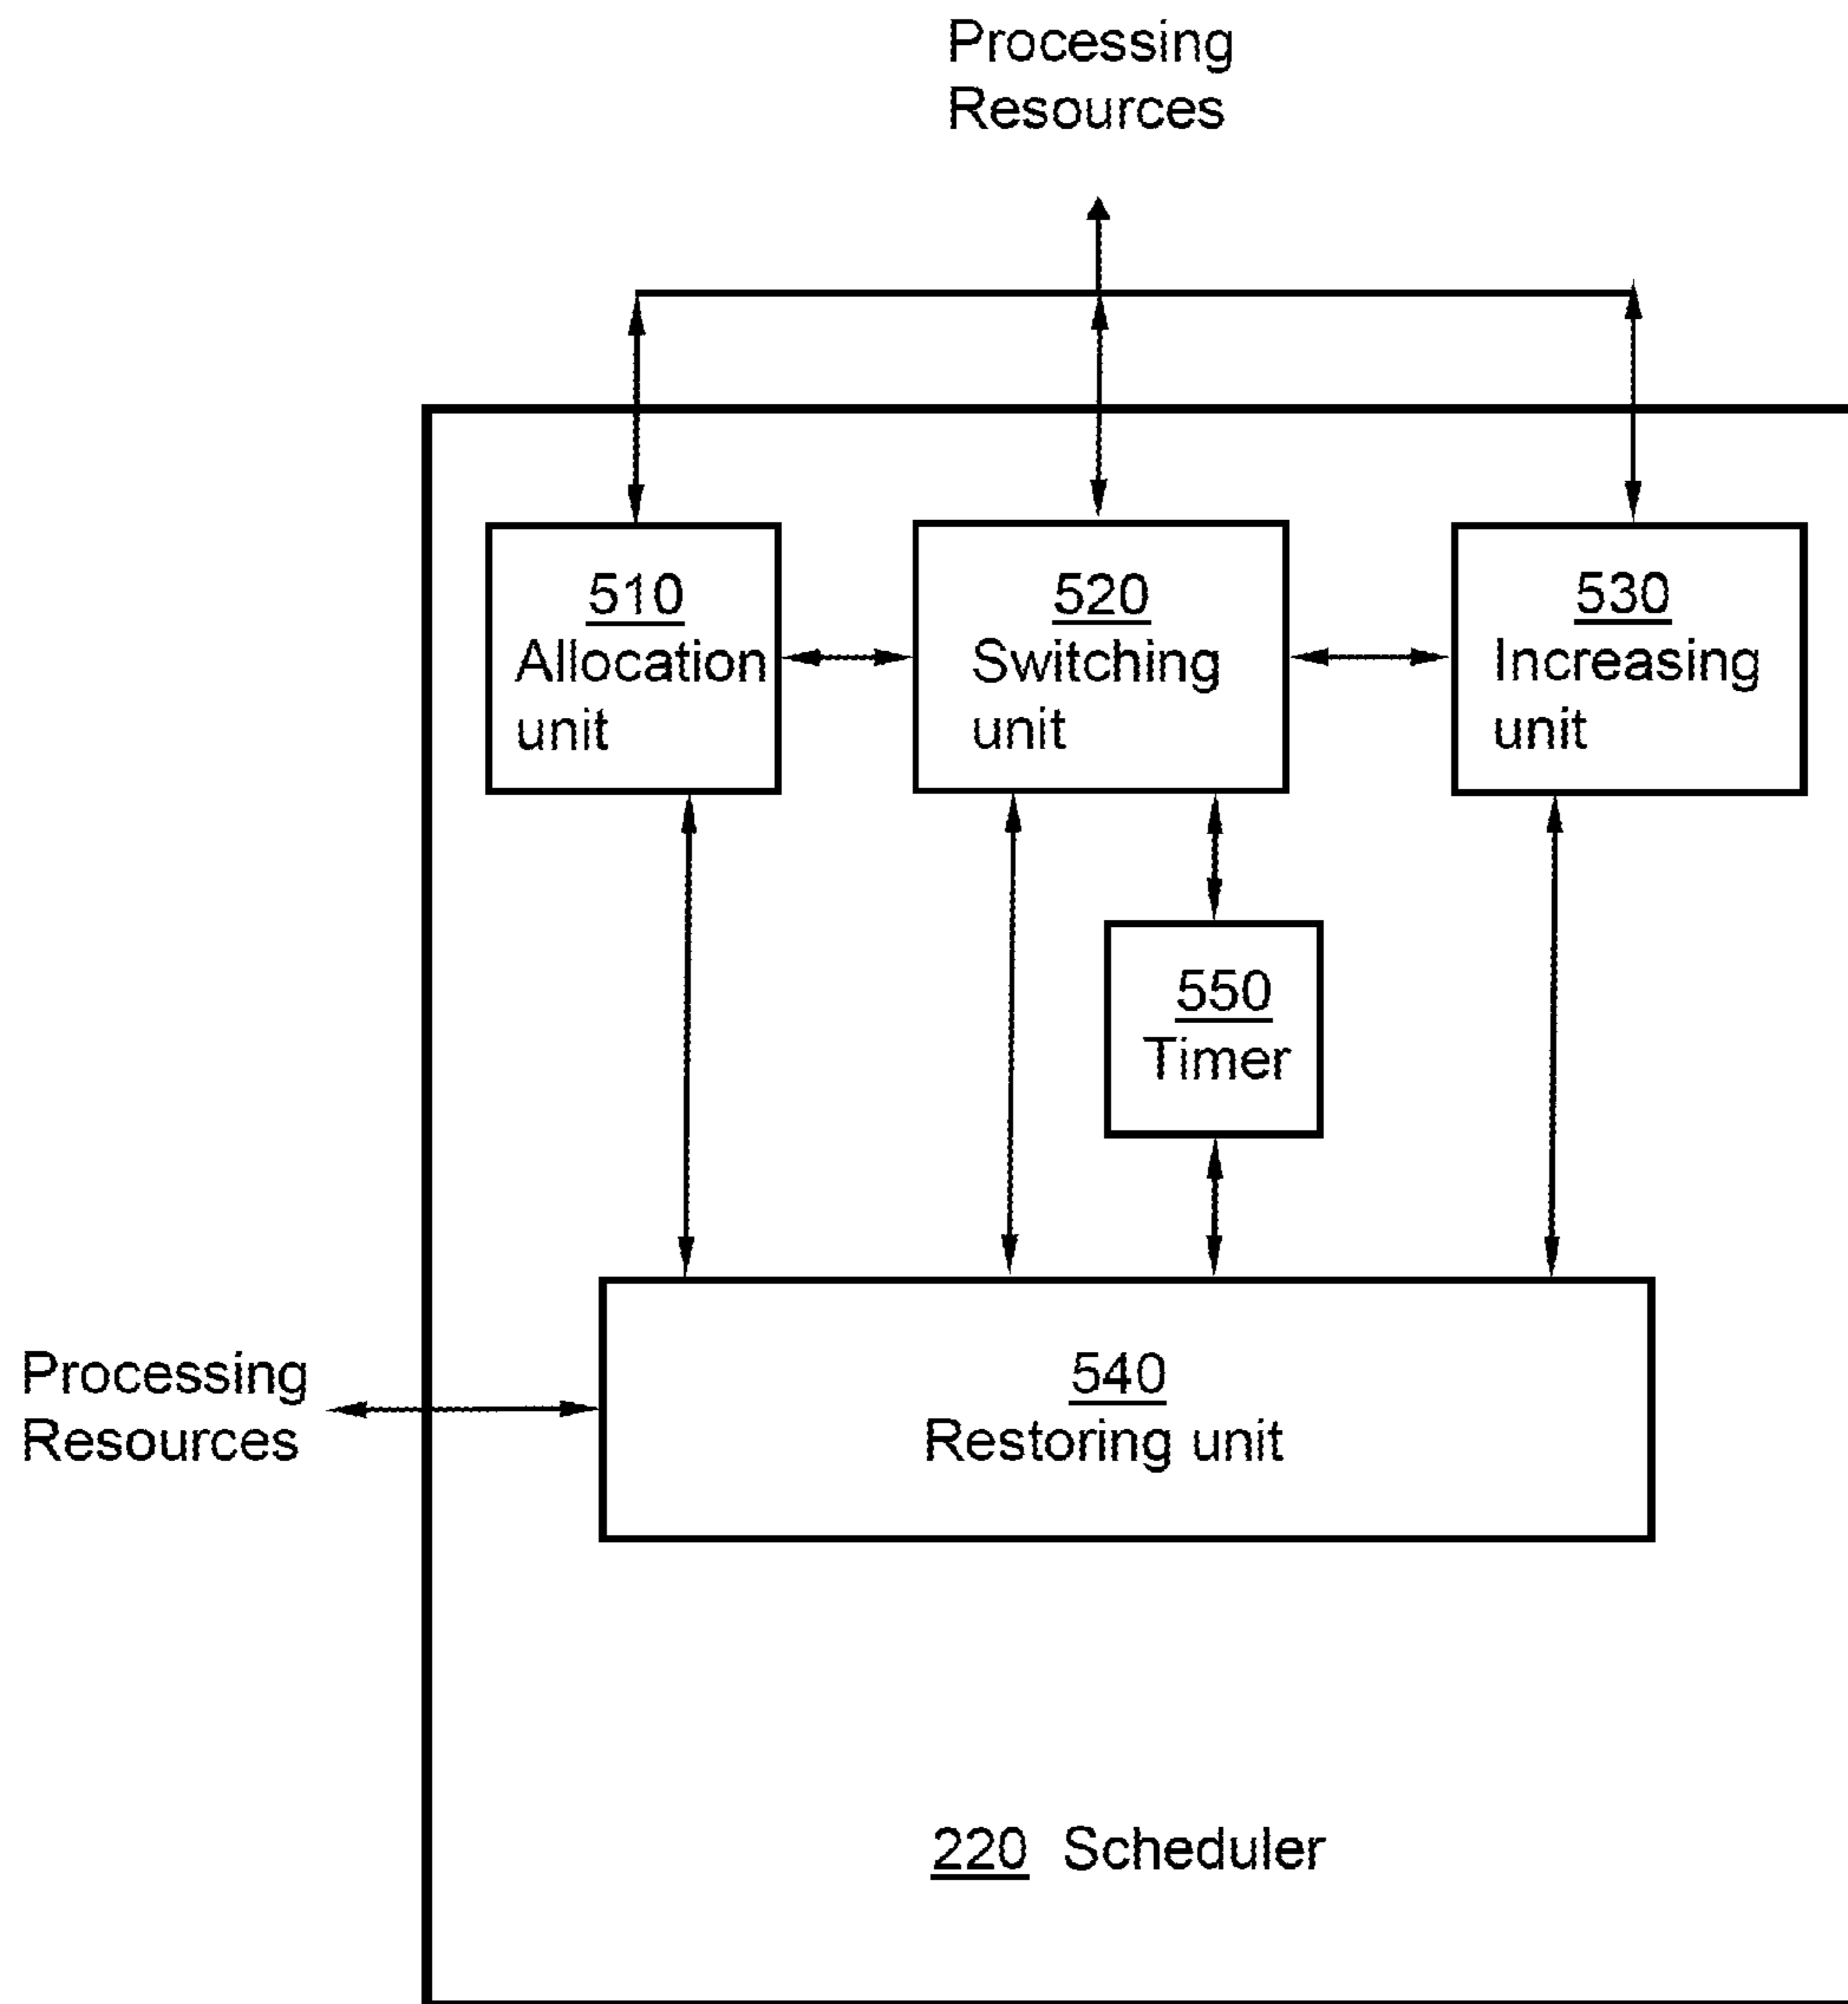 Processing
Resources
510
Allocation
unit
520
Switching
unit
530
Increasing
unit
550
Timer
Processing
Resources
540
Restoring unit
220 Scheduler